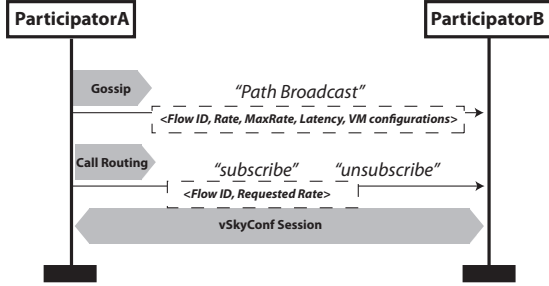 ParticipatorA
ParticipatorB
Gossip
“Path Broadcast”
<Flow ID, Rate, MaxRate, Latency, VM configurations>
Call Routing
“subscribe” “unsubscribe”
<Flow ID, Requested Rate>
vSkyConf Session